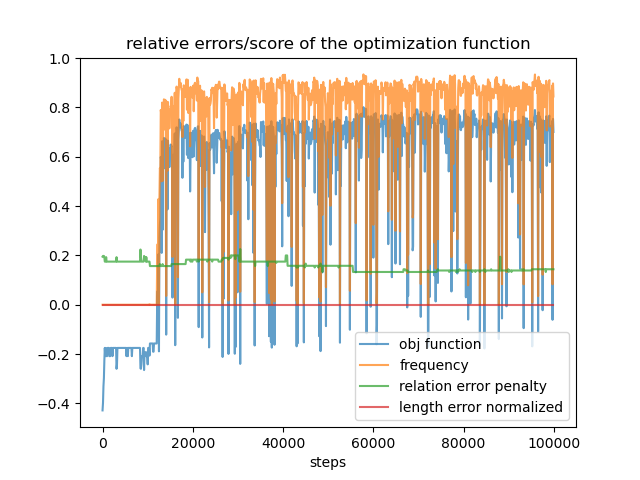 relative errors/score of the optimization function
1.0
0.8
0.6
0.4
0.2
0.0
−0.2
−0.4
obj function
frequency
relation error penalty
length error normalized
0 20000 40000 60000 80000 100000
steps